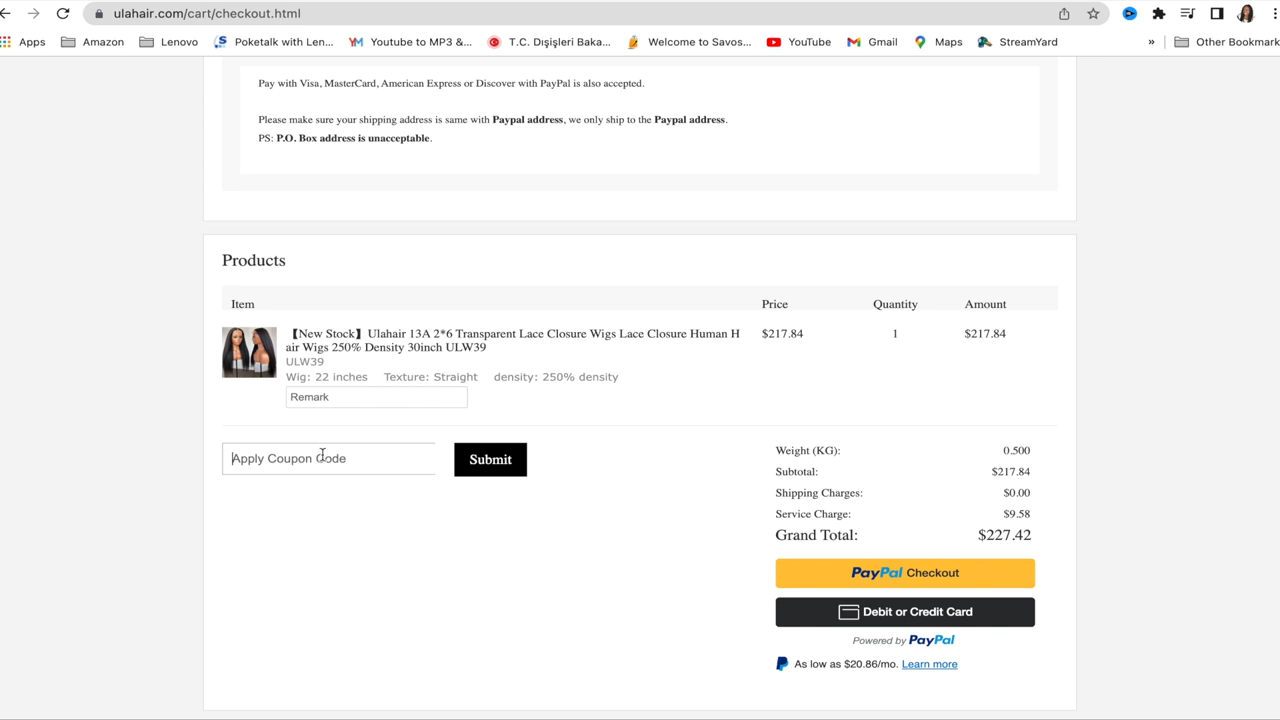 ulahair.com/cart/checkout.html
Apps Amazon Lenovo Poketalk with Len... Youtube to MP3 &... T.C. Dışişleri Baka... Welcome to Savos... YouTube Gmail Maps StreamYard » Other Bookmark
Pay with Visa, MasterCard, American Express or Discover with PayPal is also accepted.
Please make sure your shipping address is same with Paypal address, we only ship to the Paypal address.
PS: P.O. Box address is unacceptable.
Products
Item Price Quantity Amount
【New Stock】Ulahair 13A 2*6 Transparent Lace Closure Wigs Lace Closure Human H $217.84 1 $217.84
air Wigs 250% Density 30inch ULW39
ULW39
Wig: 22 inches Texture: Straight density: 250% density
Remark
Apply Coupon Code Submit
Weight (KG): 0.500
Subtotal: $217.84
Shipping Charges: $0.00
Service Charge: $9.58
Grand Total: $227.42
PayPal Checkout
Debit or Credit Card
Powered by PayPal
As low as $20.86/mo. Learn more